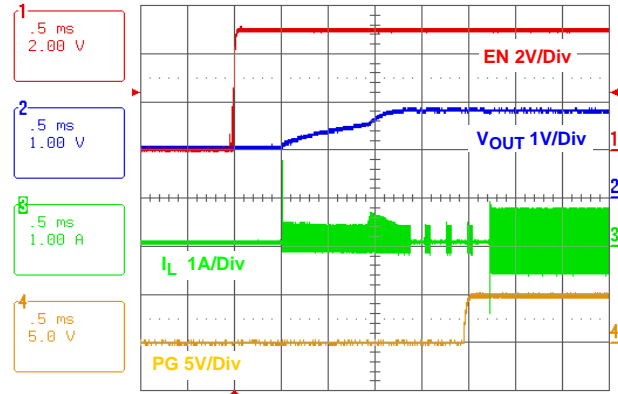 1
.5 ms
2.00 V
EN 2V/Div
2
.5 ms
1.00 V
VOUT 1V/Div
1
2
3
.5 ms
1.00 A
3
IL 1A/Div
4
.5 ms
5.0 V
4
PG 5V/Div